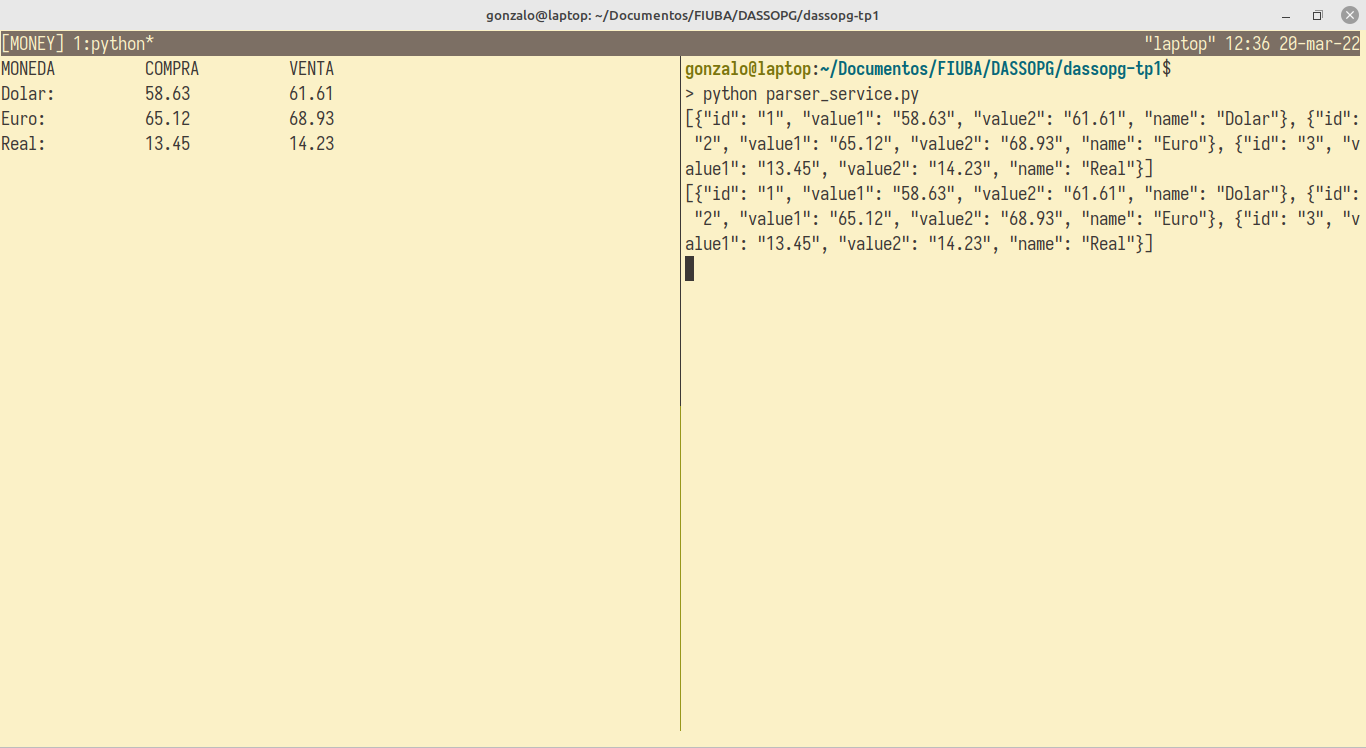 gonzalo@laptop: ~/Documentos/FIUBA/DASSOPG/dassopg-tp1
[MONEY] 1:python* "laptop" 12:36 20-mar-22
MONEDA COMPRA VENTA
Dolar: 58.63 61.61
Euro: 65.12 68.93
Real: 13.45 14.23
gonzalo@laptop:~/Documentos/FIUBA/DASSOPG/dassopg-tp1$
> python parser_service.py
[{"id": "1", "value1": "58.63", "value2": "61.61", "name": "Dolar"}, {"id":
 "2", "value1": "65.12", "value2": "68.93", "name": "Euro"}, {"id": "3", "v
alue1": "13.45", "value2": "14.23", "name": "Real"}]
[{"id": "1", "value1": "58.63", "value2": "61.61", "name": "Dolar"}, {"id":
 "2", "value1": "65.12", "value2": "68.93", "name": "Euro"}, {"id": "3", "v
alue1": "13.45", "value2": "14.23", "name": "Real"}]